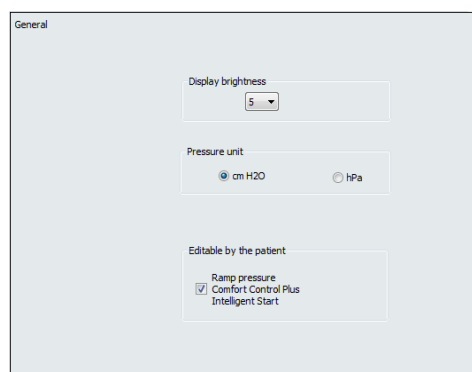 General
Display brightness
5
Pressure unit
cm H2O
hPa
Editable by the patient
Ramp pressure
Comfort Control Plus
Intelligent Start